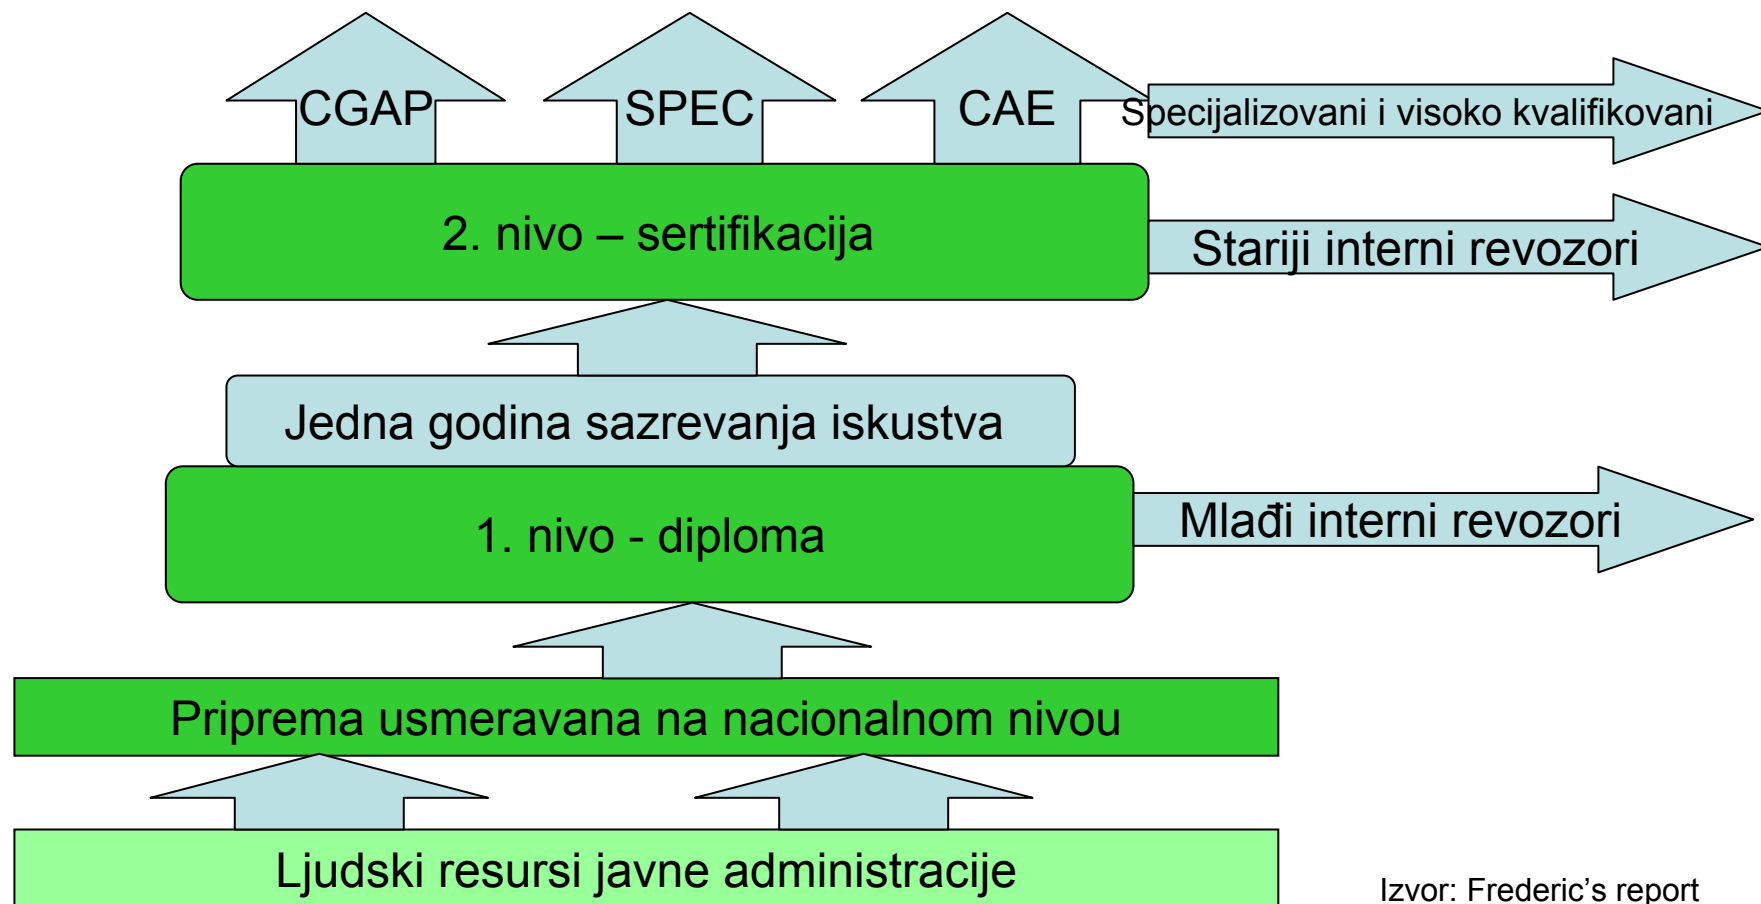 CGAP
SPEC
CAE
Specijalizovani i visoko kvalifikovani
2. nivo – sertifikacija
Stariji interni revozori
Jedna godina sazrevanja iskustva
1. nivo - diploma
Mlađi interni revozori
Priprema usmeravana na nacionalnom nivou
Ljudski resursi javne administracije
Izvor: Frederic’s report